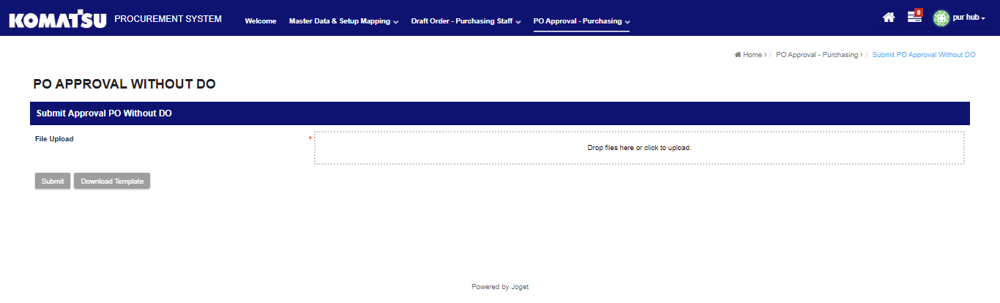 KOMATSU PROCUREMENT SYSTEM Welcome Master Data & Setup Mapping Draft Order - Purchasing Staff PO Approval - Purchasing 0 pur hub
Home > / PO Approval - Purchasing > / Submit PO Approval Without DO
PO APPROVAL WITHOUT DO
Submit Approval PO Without DO
File Upload * Drop files here or click to upload.
Submit Download Template
Powered by Joget